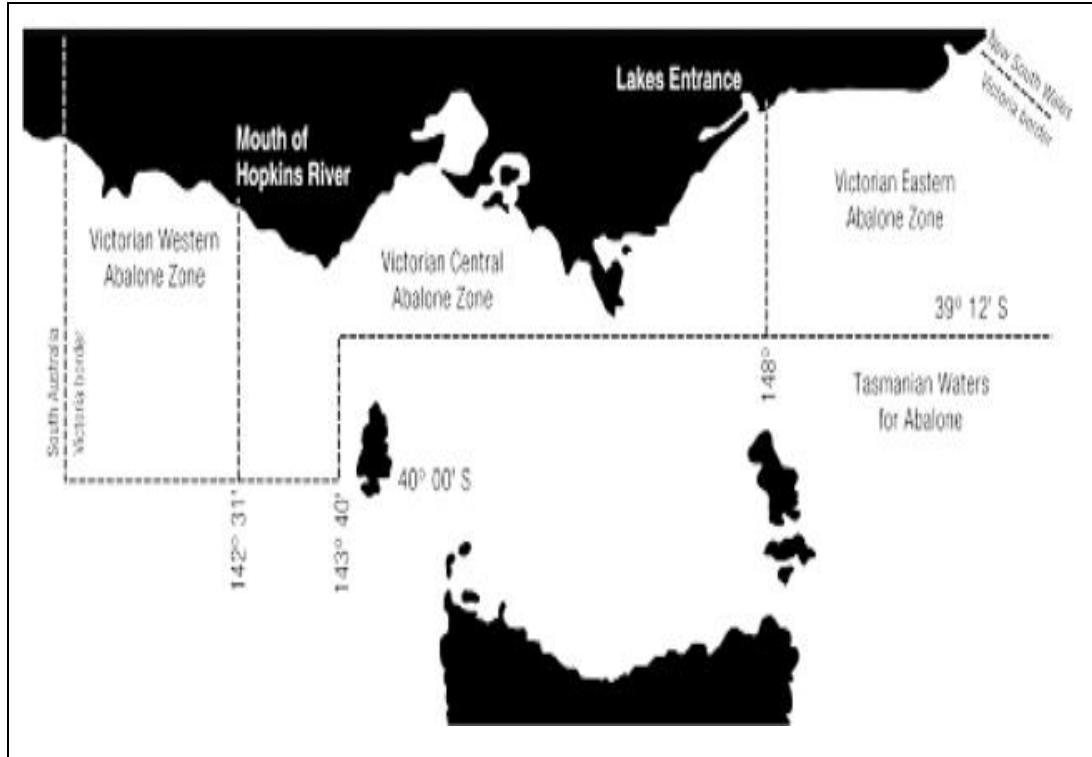 New South Wales
Victoria border
Lakes Entrance
Mouth of
Hopkins River
Victorian Eastern
Abalone Zone
Victorian Western
Abalone Zone
Victorian Central
Abalone Zone
39° 12' S
South Australia
Victoria border
148°
Tasmanian Waters
for Abalone
40° 00' S
142° 31'
143° 40'